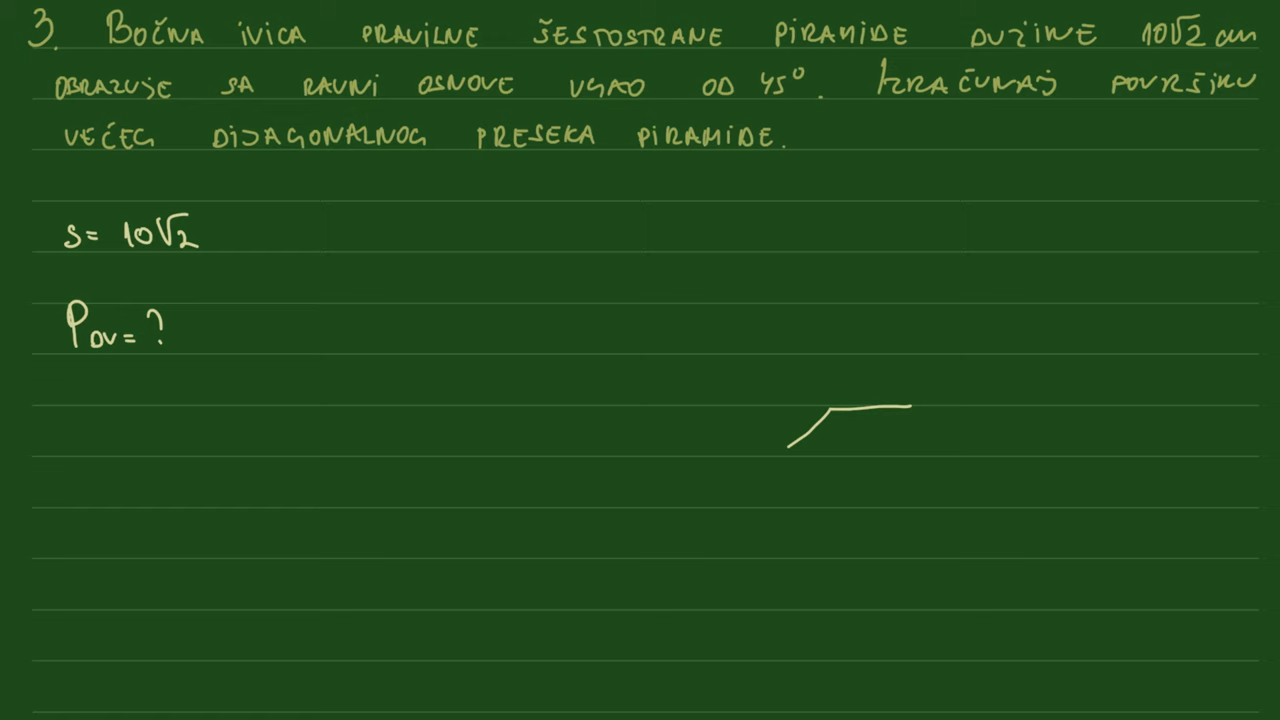 3. BOČNA IVICA PRAVILNE ŠESTOSTRANE PIRAMIDE DUŽINE 10√2 cm
OBRAZUJE SA RAVNI OSNOVE UGAO OD 45°. IZRAČUNAJ POVRŠINU
VEĆEG DIJAGONALNOG PRESEKA PIRAMIDE.
s = 10√2
P_DV = ?